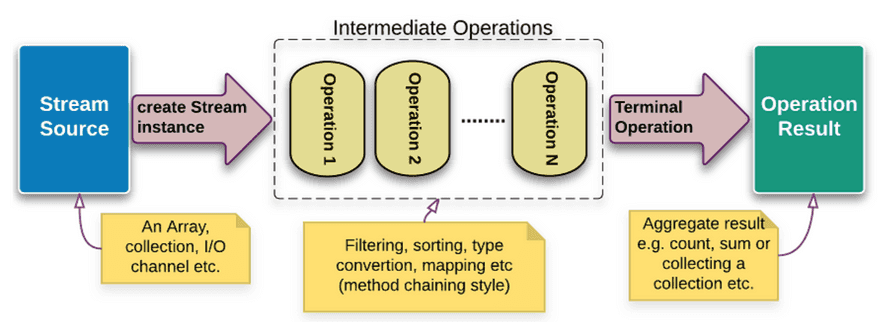 Intermediate Operations
Stream
Source
create Stream
instance
Operation 1
Operation 2
........
Operation N
Terminal
Operation
Operation
Result
An Array,
collection, I/O
channel etc.
Filtering, sorting, type
convertion, mapping etc
(method chaining style)
Aggregate result
e.g. count, sum or
collecting a
collection etc.